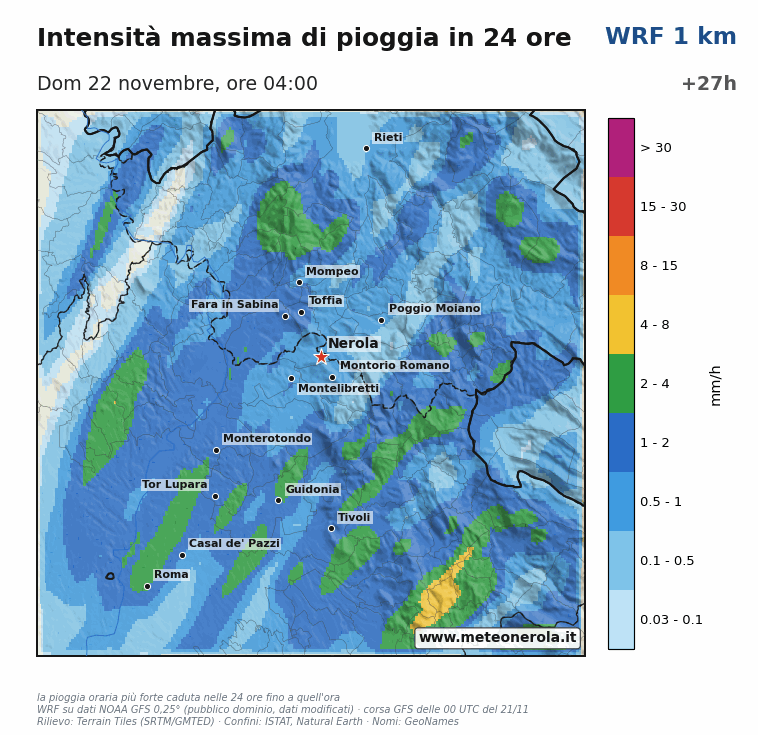 Intensità massima di pioggia in 24 ore
WRF 1 km
Dom 22 novembre, ore 04:00
+27h
Rieti
Mompeo
Fara in Sabina
Toffia
Poggio Moiano
Nerola
Montorio Romano
Montelibretti
Monterotondo
Tor Lupara
Guidonia
Tivoli
Casal de' Pazzi
Roma
www.meteonerola.it
> 30
15 - 30
8 - 15
4 - 8
2 - 4
1 - 2
0.5 - 1
0.1 - 0.5
0.03 - 0.1
mm/h
la pioggia oraria più forte caduta nelle 24 ore fino a quell'ora
WRF su dati NOAA GFS 0,25° (pubblico dominio, dati modificati) · corsa GFS delle 00 UTC del 21/11
Rilievo: Terrain Tiles (SRTM/GMTED) · Confini: ISTAT, Natural Earth · Nomi: GeoNames